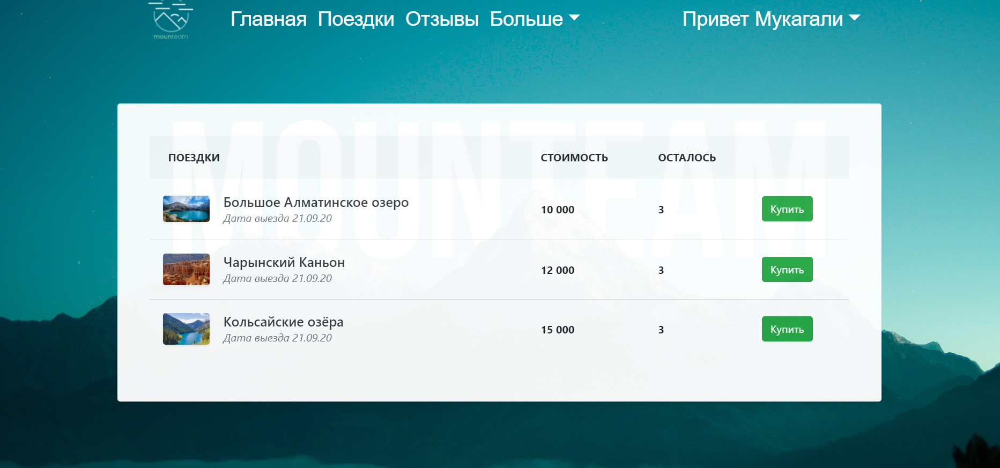 mounteam
Главная Поездки Отзывы Больше
Привет Мукагали
MOUNTEAM
ПОЕЗДКИ СТОИМОСТЬ ОСТАЛОСЬ
Большое Алматинское озеро
Дата выезда 21.09.20
10 000 3 Купить
Чарынский Каньон
Дата выезда 21.09.20
12 000 3 Купить
Кольсайские озёра
Дата выезда 21.09.20
15 000 3 Купить